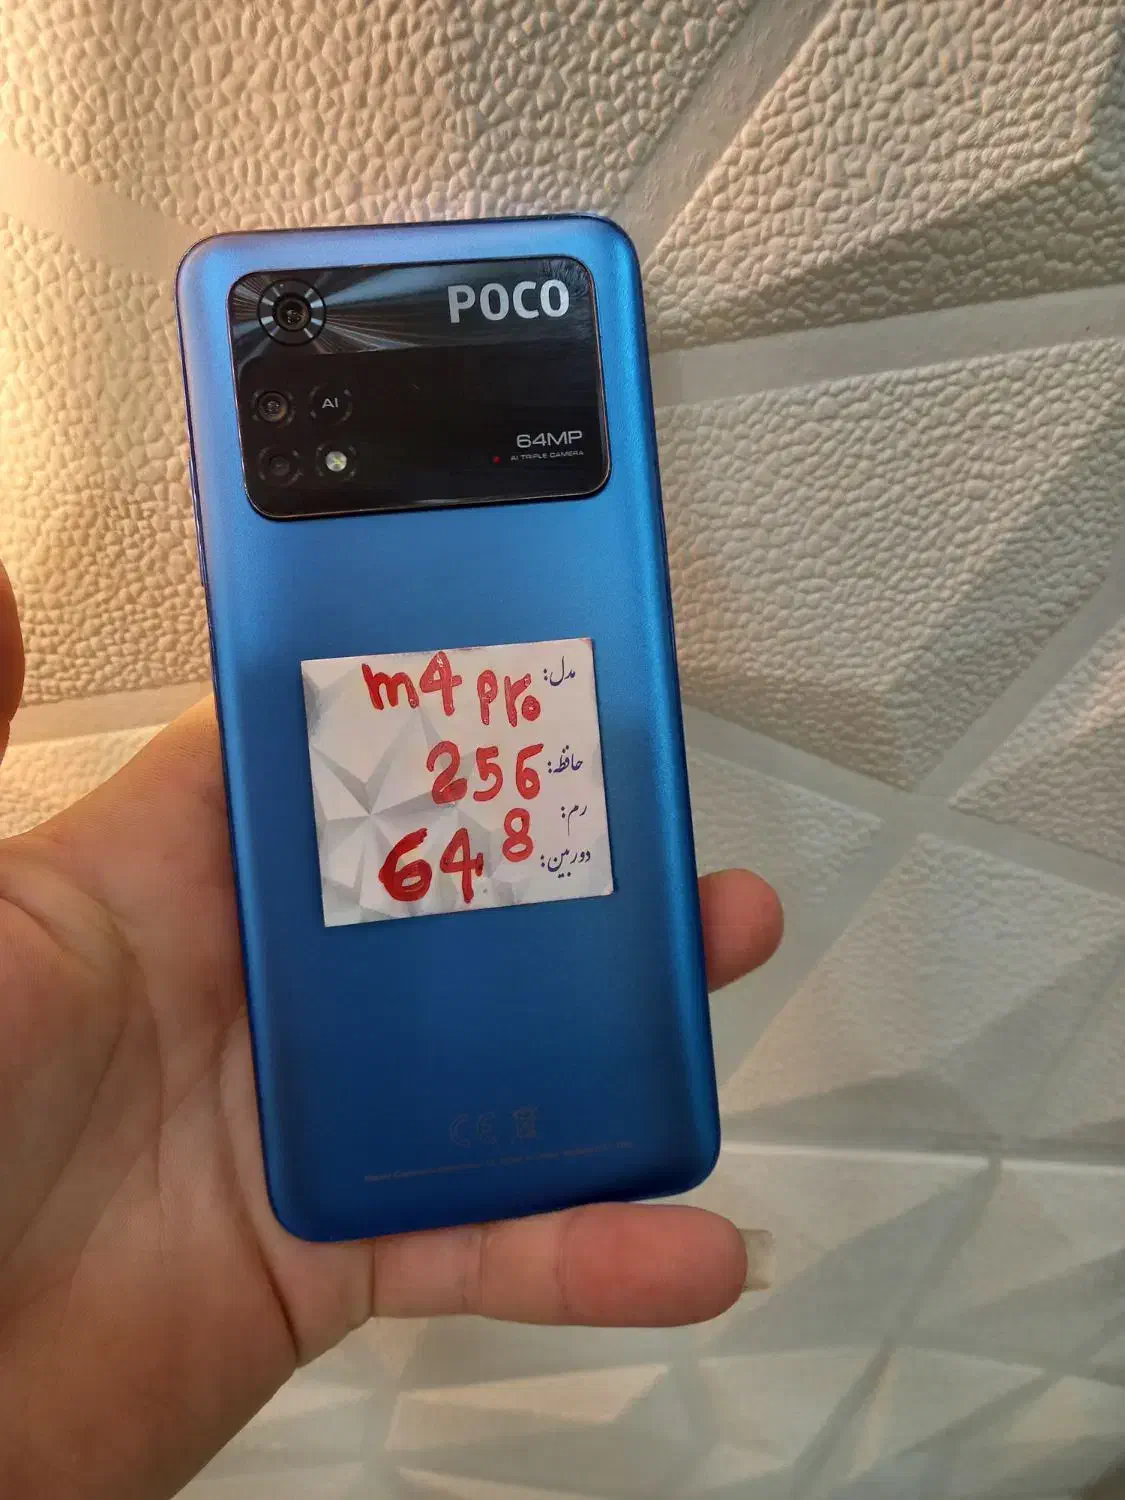 POCO
AI
64MP
AI TRIPLE CAMERA
مدل: m4 pro
حافظه: 256
رم: 8
دوربین: 64